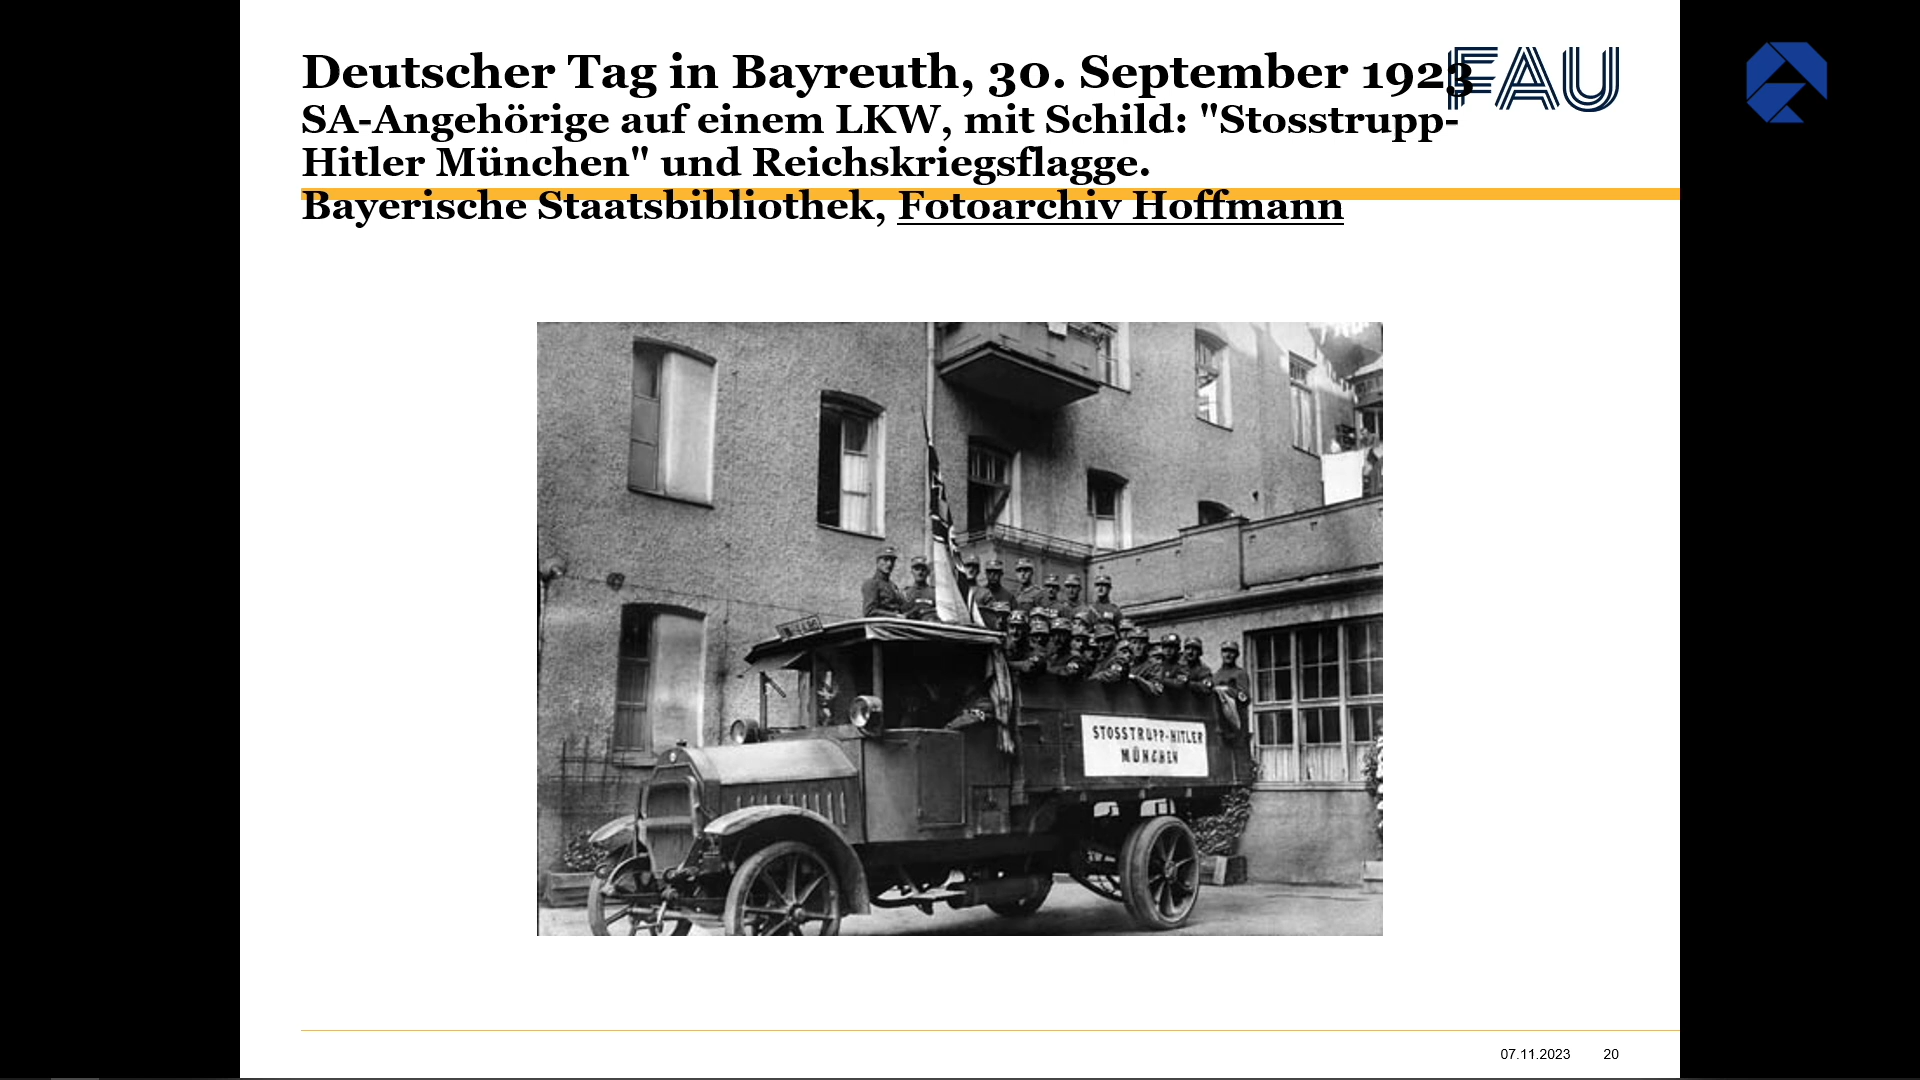 Deutscher Tag in Bayreuth, 30. September 1923
FAU
SA-Angehörige auf einem LKW, mit Schild: "Stosstrupp-
Hitler München" und Reichskriegsflagge.
Bayerische Staatsbibliothek, Fotoarchiv Hoffmann
STOSSTRUPP-HITLER
MÜNCHEN
07.11.2023 20